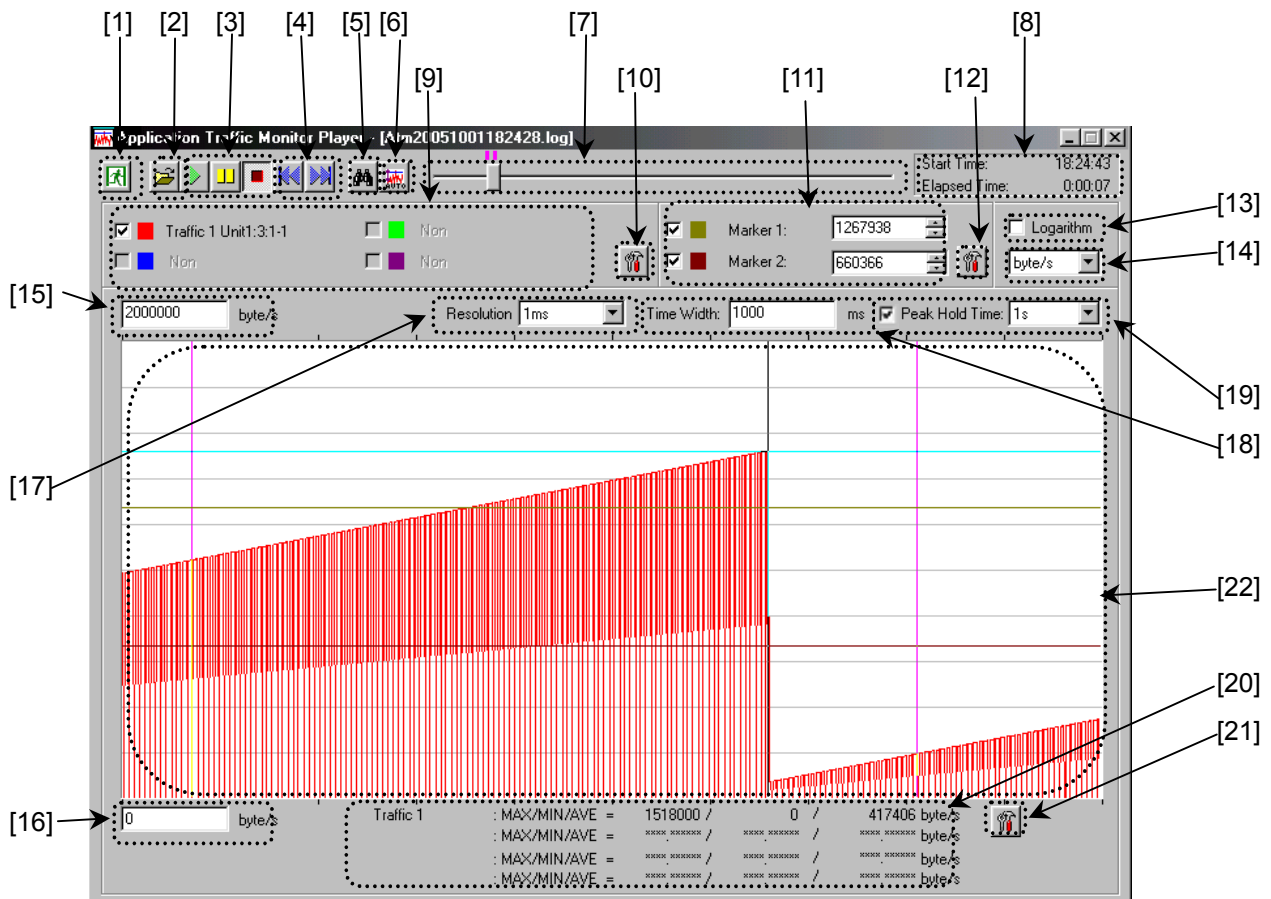 [1] [2] [3] [4] [5] [6] [7] [8]
[9] [10] [11] [12]
Application Traffic Monitor Player - [Atm20051001182428.log]
AUTO
Start Time: 18:24:43
Elapsed Time: 0:00:07
[13]
Traffic 1 Unit1:3:1-1 Non Marker 1: 1267938 Logarithm
[14]
Non Non Marker 2: 660366 byte/s
[15]
2000000 byte/s Resolution 1ms Time Width: 1000 ms Peak Hold Time: 1s
[19]
[18]
[17]
[22]
[20]
[21]
[16]
0 byte/s
Traffic 1 : MAX/MIN/AVE = 1518000 / 0 / 417406 byte/s
: MAX/MIN/AVE = ****.****** / ****.****** / ****.****** byte/s
: MAX/MIN/AVE = ****.****** / ****.****** / ****.****** byte/s
: MAX/MIN/AVE = ****.****** / ****.****** / ****.****** byte/s